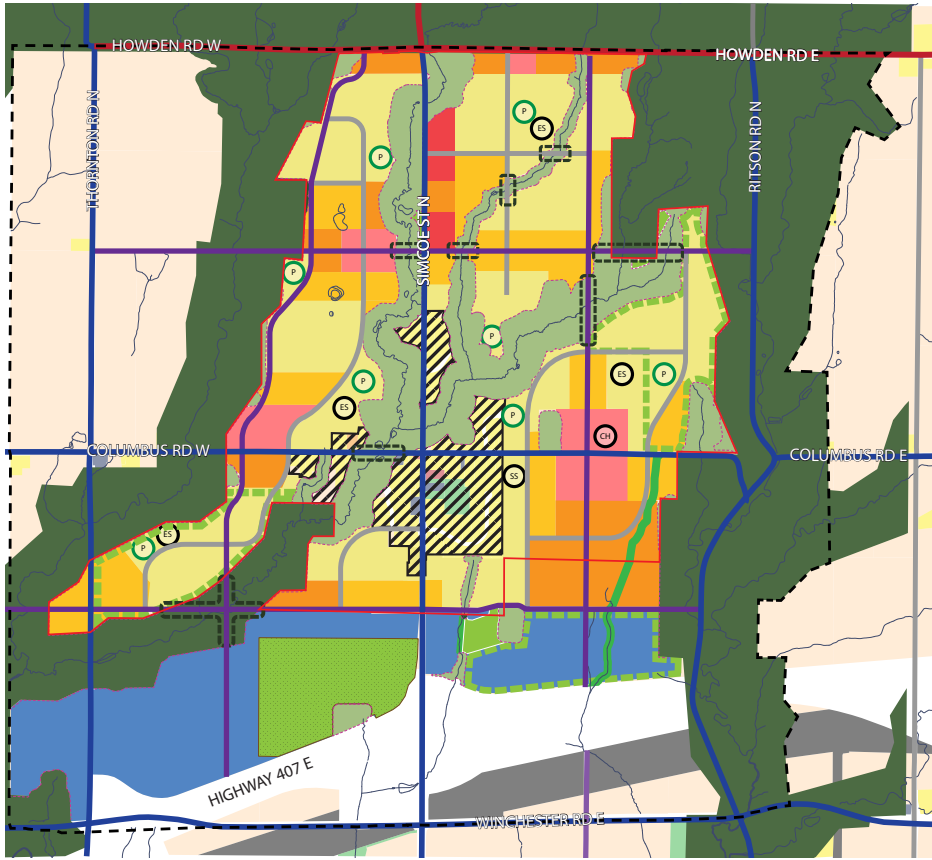 HOWDEN RD W
HOWDEN RD E
THORNTON RD N
RITSON RD N
SIMCOE ST N
P
ES
P
P
P
P
ES
P
ES
P
CH
COLUMBUS RD W
COLUMBUS RD E
SS
ES
P
HIGHWAY 407 E
WINCHESTER RD E